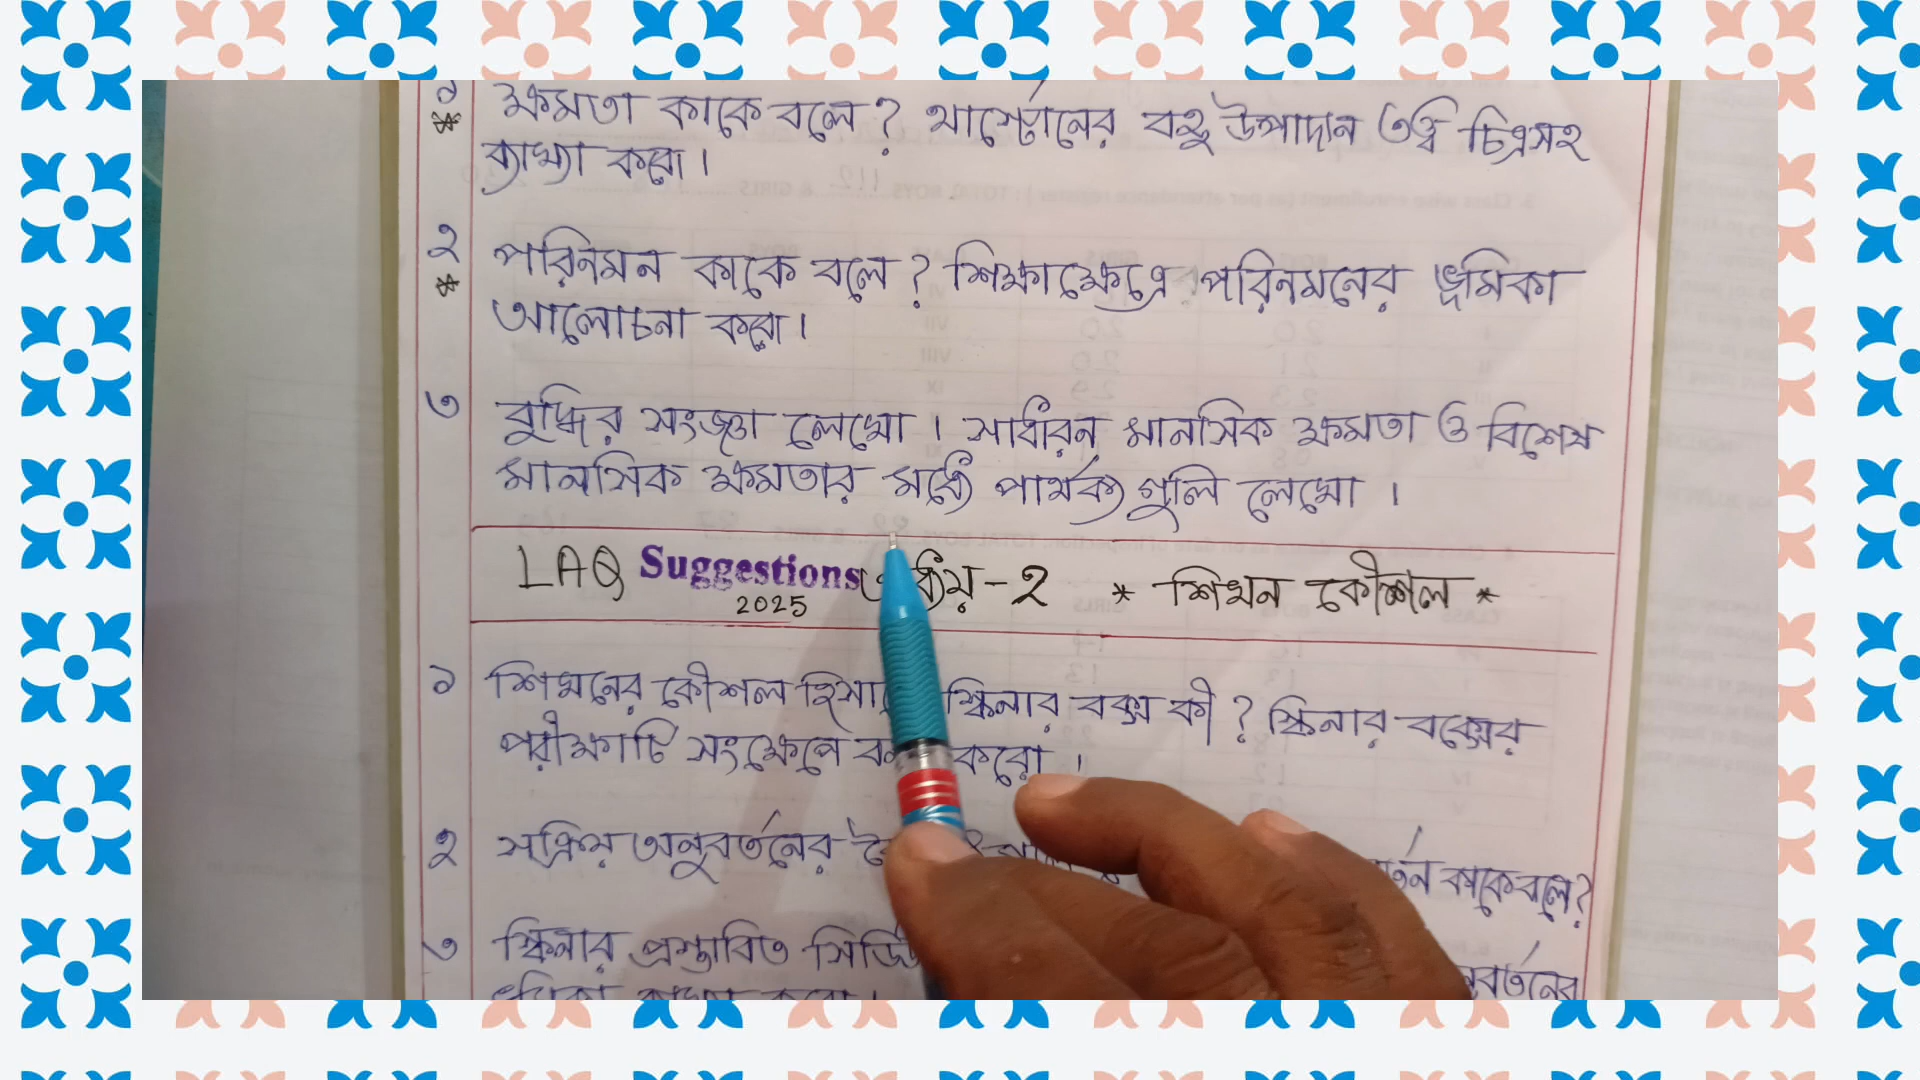 ১ ক্ষমতা কাকে বলে? থার্স্টোনের বহু উপাদান তত্ত্ব চিত্রসহ
* ব্যাখ্যা করো।
২ পরিনমন কাকে বলে? শিক্ষাক্ষেত্রে পরিনমনের ভূমিকা
* আলোচনা করো।
৩ বুদ্ধির সংজ্ঞা লেখো। সাধারন মানসিক ক্ষমতা ও বিশেষ
মানসিক ক্ষমতার মধ্যে পার্থক্য গুলি লেখো।
LAQ Suggestions - ২ * শিখন কৌশল *
2025
১ শিখনের কৌশল স্কিনার বক্স কী? স্কিনার বক্সের
পরীক্ষাটি সংক্ষেপে করো।
২ সক্রিয় অনুবর্তনের কাকে বলে?
৩ স্কিনার প্রস্তাবিত